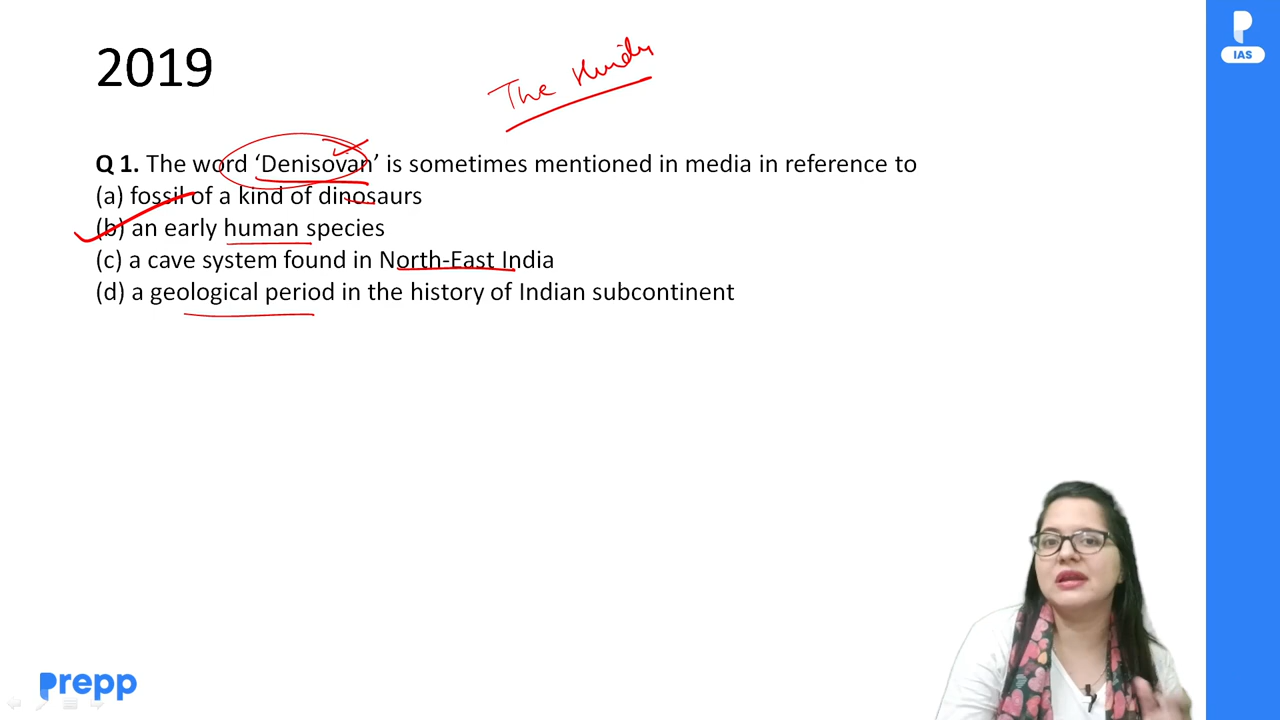 2019
The Hindu
Q 1. The word ‘Denisovan’ is sometimes mentioned in media in reference to
(a) fossil of a kind of dinosaurs
(b) an early human species
(c) a cave system found in North-East India
(d) a geological period in the history of Indian subcontinent
IAS
Prepp